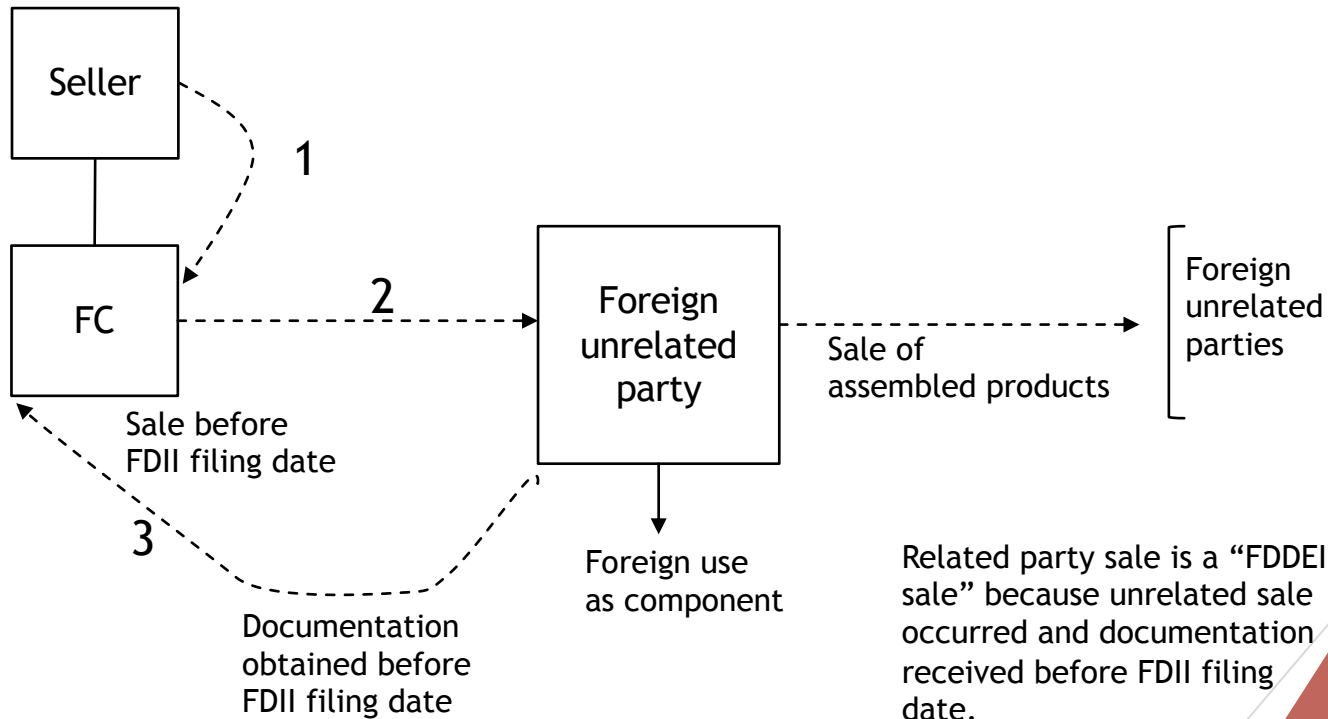 Seller
1
FC
2
Foreign
unrelated
party
Sale of
assembled products
Foreign
unrelated
parties
Sale before
FDII filing date
3
Documentation
obtained before
FDII filing date
Foreign use
as component
Related party sale is a “FDDEI
sale” because unrelated sale
occurred and documentation
received before FDII filing
date.